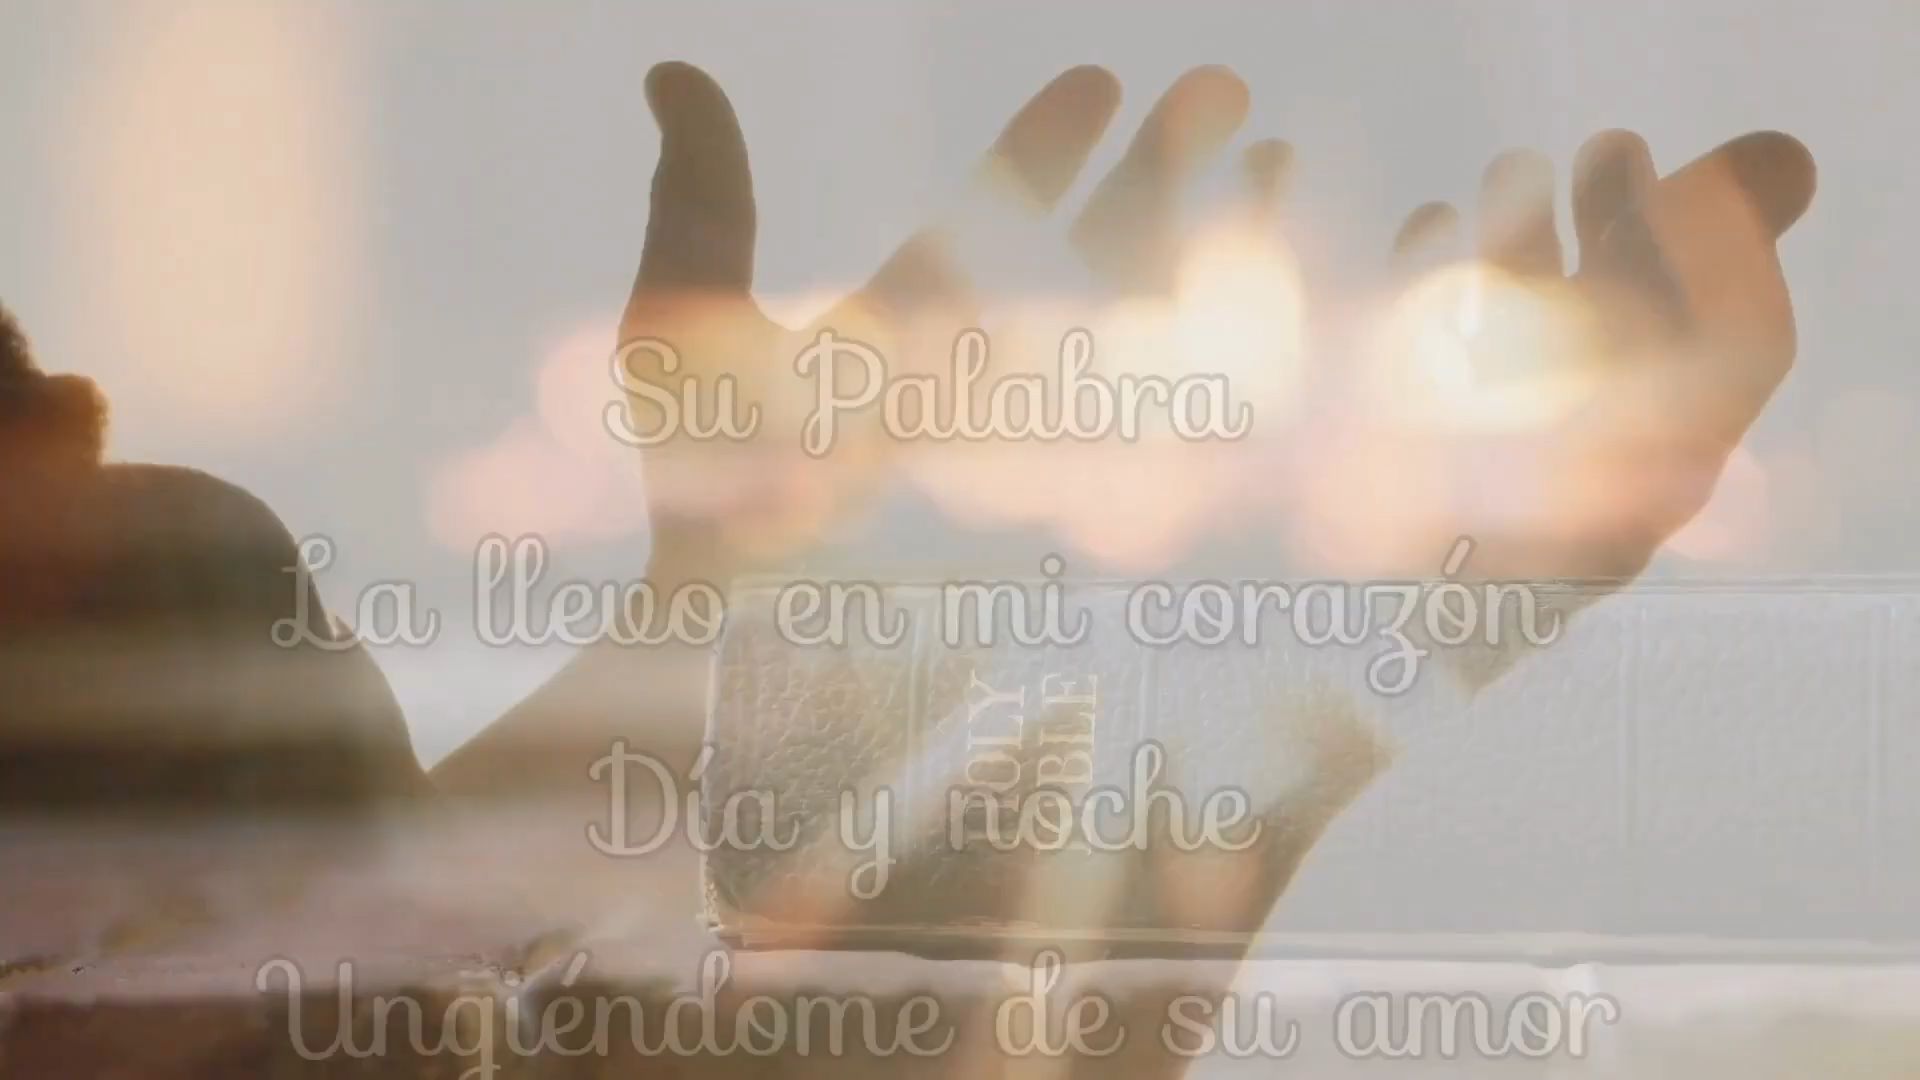 Su Palabra
La llevo en mi corazón
HOLY
BIBLE
Día y noche
Ungiéndome de su amor